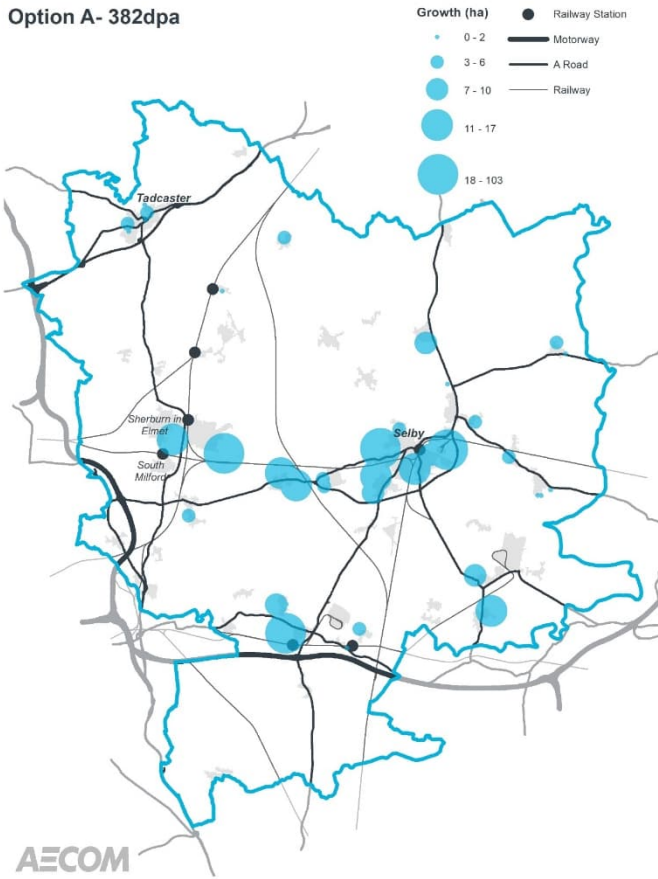 Option A- 382dpa
Growth (ha)
0 - 2
3 - 6
7 - 10
11 - 17
18 - 103
Railway Station
Motorway
A Road
Railway
Tadcaster
Sherburn in
Elmet
South
Milford
Selby
AECOM